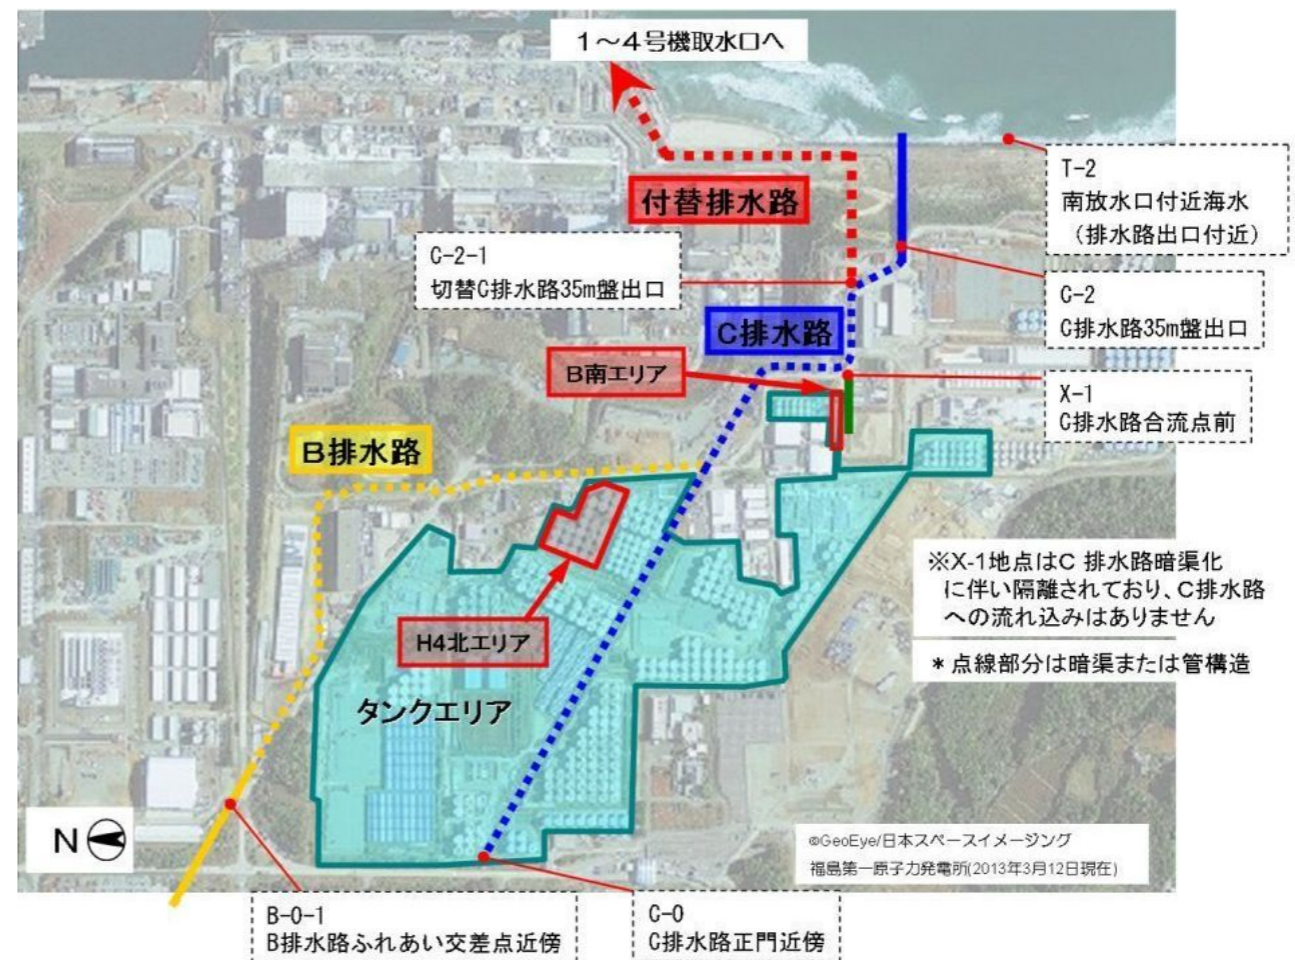 1～4号機取水口へ
T-2
南放水口付近海水
（排水路出口付近）
付替排水路
C-2-1
切替C排水路35m盤出口
C-2
C排水路35m盤出口
C排水路
B南エリア
X-1
C排水路合流点前
B排水路
※X-1地点はC 排水路暗渠化
に伴い隔離されており、C排水路
への流れ込みはありません
H4北エリア
＊点線部分は暗渠または管構造
タンクエリア
N
©GeoEye/日本スペースイメージング
福島第一原子力発電所(2013年3月12日現在)
B-0-1
B排水路ふれあい交差点近傍
C-0
C排水路正門近傍